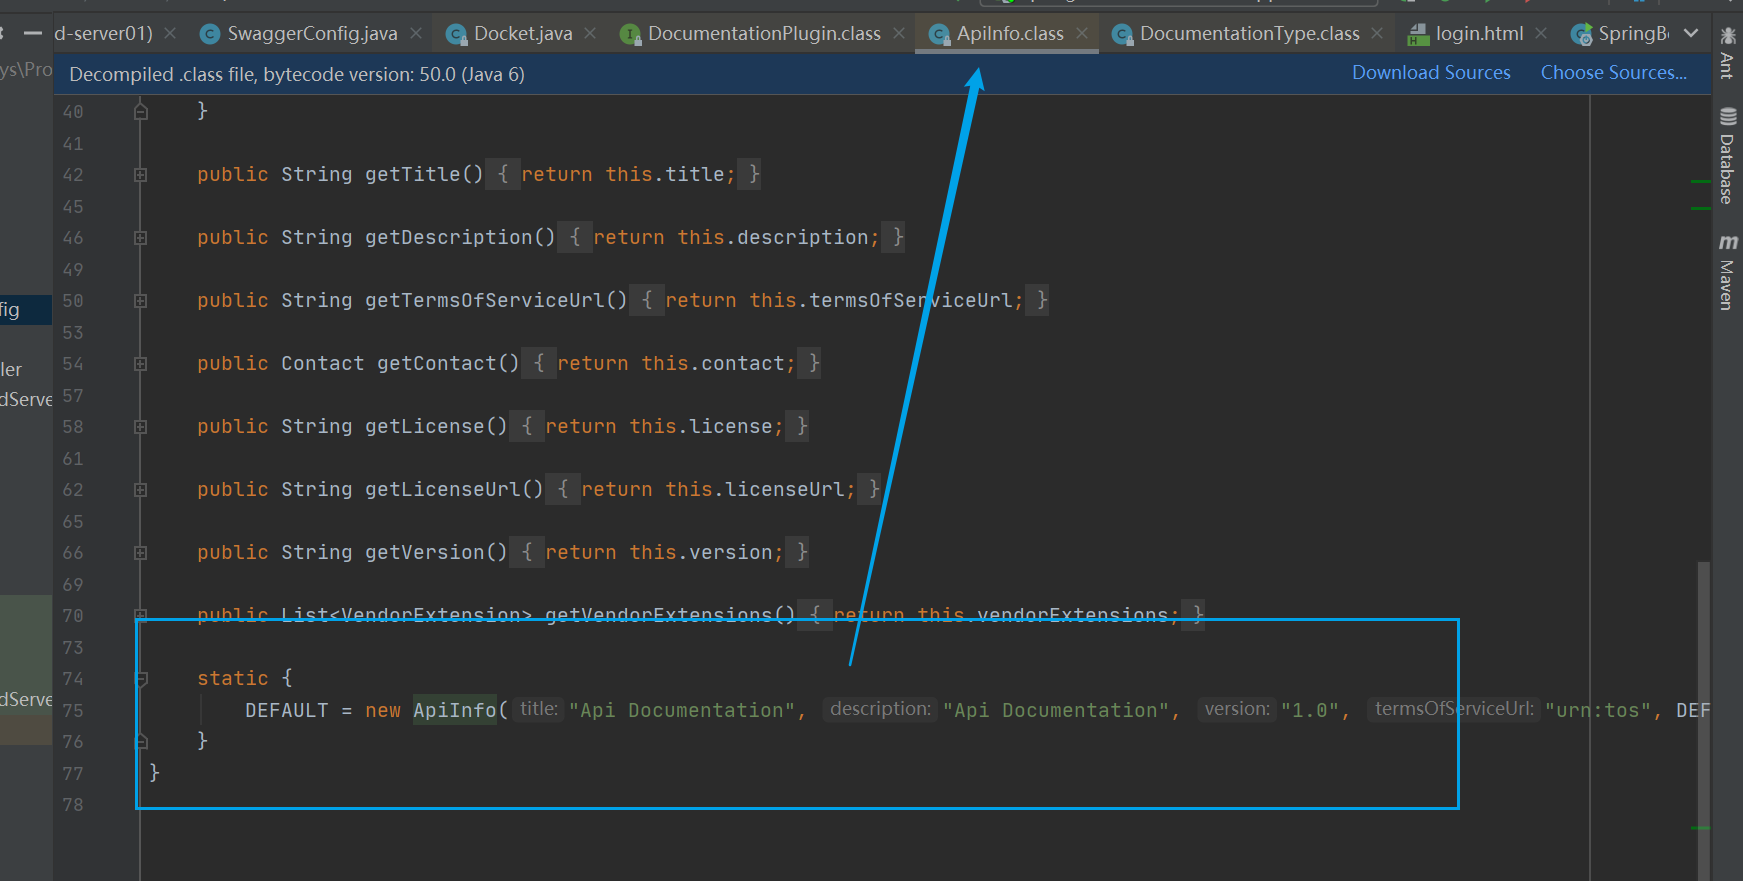 d-server01) SwaggerConfig.java Docket.java DocumentationPlugin.class ApiInfo.class DocumentationType.class login.html SpringBo
ys\Pro
Decompiled .class file, bytecode version: 50.0 (Java 6) Download Sources Choose Sources...
Ant
Database
Maven
fig
ler
dServe
dServe
40 }
41
42 public String getTitle() { return this.title; }
45
46 public String getDescription() { return this.description; }
49
50 public String getTermsOfServiceUrl() { return this.termsOfServiceUrl; }
53
54 public Contact getContact() { return this.contact; }
57
58 public String getLicense() { return this.license; }
61
62 public String getLicenseUrl() { return this.licenseUrl; }
65
66 public String getVersion() { return this.version; }
69
70 public List<VendorExtension> getVendorExtensions() { return this.vendorExtensions; }
73
74 static {
75 DEFAULT = new ApiInfo( title: "Api Documentation", description: "Api Documentation", version: "1.0", termsOfServiceUrl: "urn:tos", DEF
76 }
77 }
78